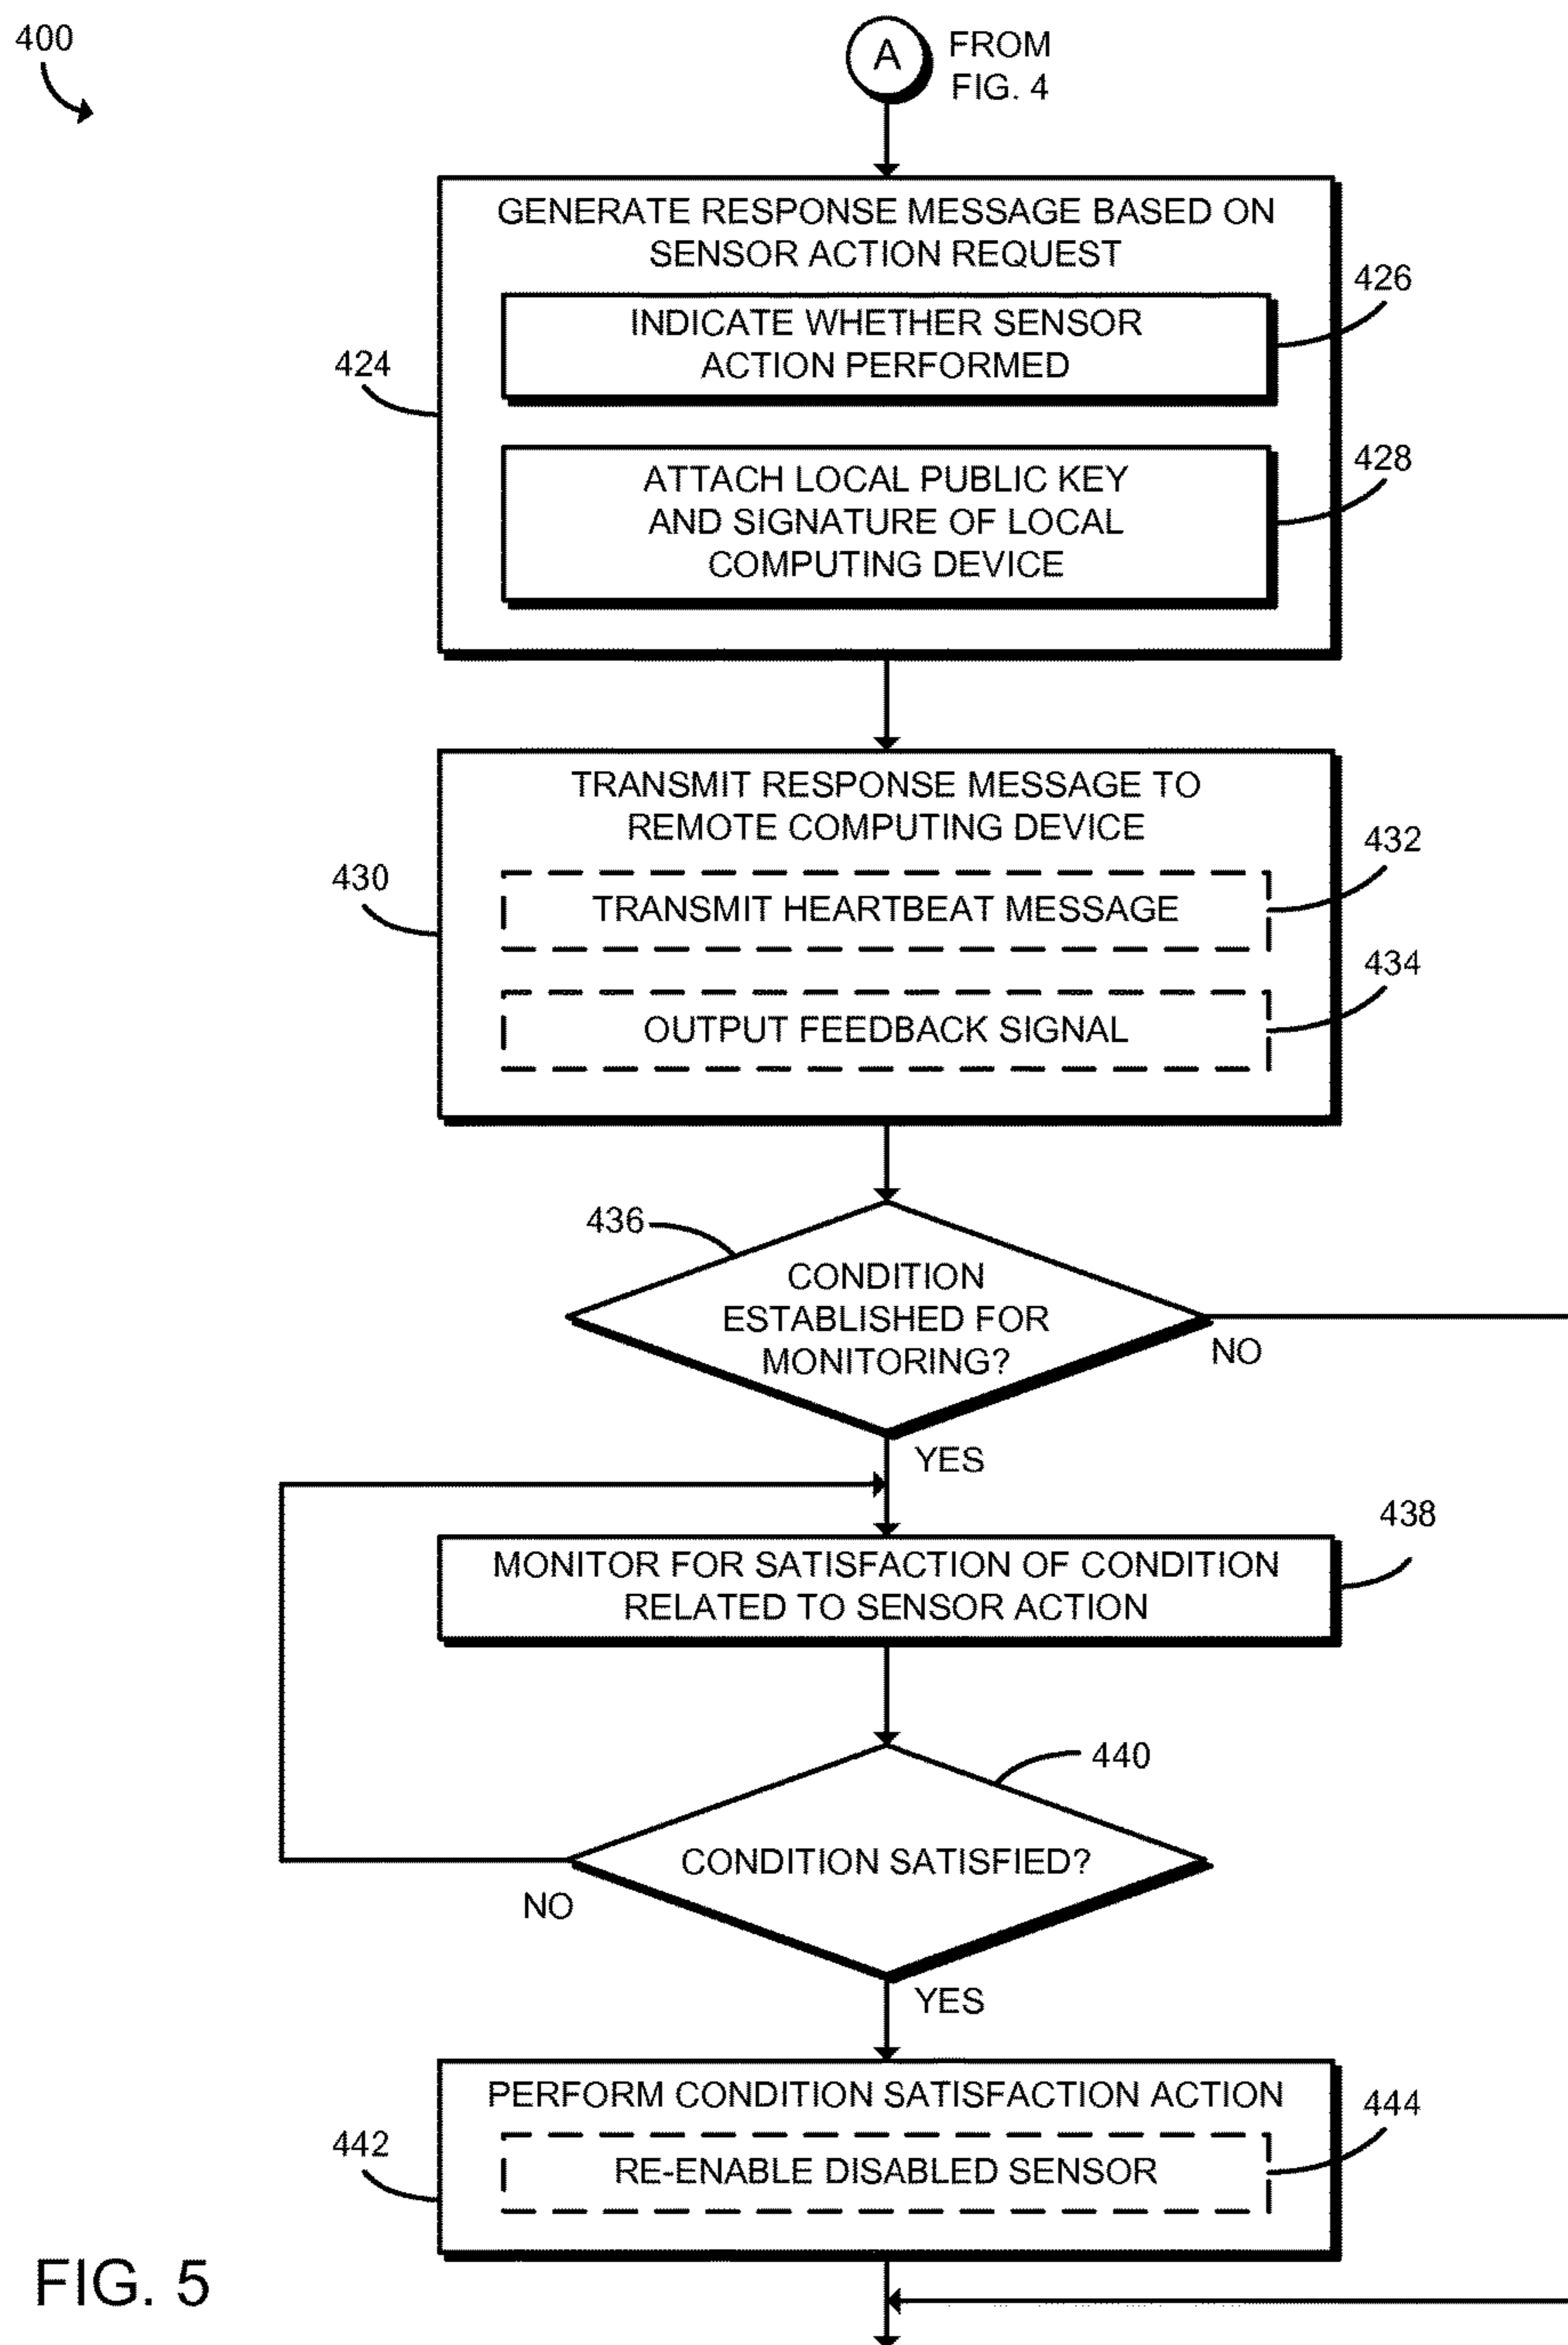 400
A
FROM
FIG. 4
GENERATE RESPONSE MESSAGE BASED ON
SENSOR ACTION REQUEST
426
INDICATE WHETHER SENSOR
ACTION PERFORMED
424
428
ATTACH LOCAL PUBLIC KEY
AND SIGNATURE OF LOCAL
COMPUTING DEVICE
TRANSMIT RESPONSE MESSAGE TO
REMOTE COMPUTING DEVICE
432
430
TRANSMIT HEARTBEAT MESSAGE
434
OUTPUT FEEDBACK SIGNAL
436
CONDITION
ESTABLISHED FOR
MONITORING?
NO
YES
438
MONITOR FOR SATISFACTION OF CONDITION
RELATED TO SENSOR ACTION
440
CONDITION SATISFIED?
NO
YES
PERFORM CONDITION SATISFACTION ACTION
444
442
RE-ENABLE DISABLED SENSOR
FIG. 5